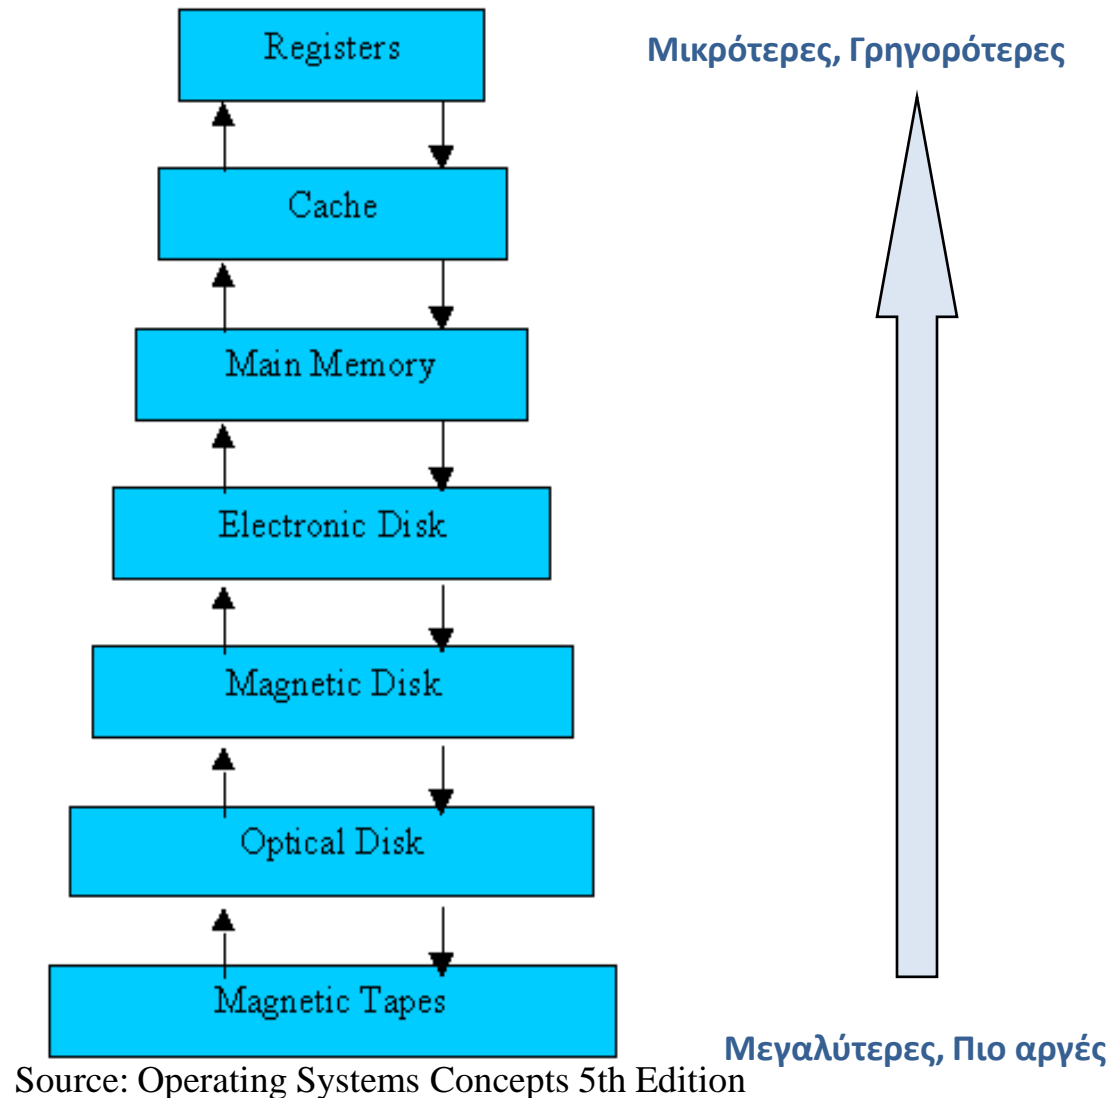 Registers
Μικρότερες, Γρηγορότερες
Cache
Main Memory
Electronic Disk
Magnetic Disk
Optical Disk
Magnetic Tapes
Μεγαλύτερες, Πιο αργές
Source: Operating Systems Concepts 5th Edition